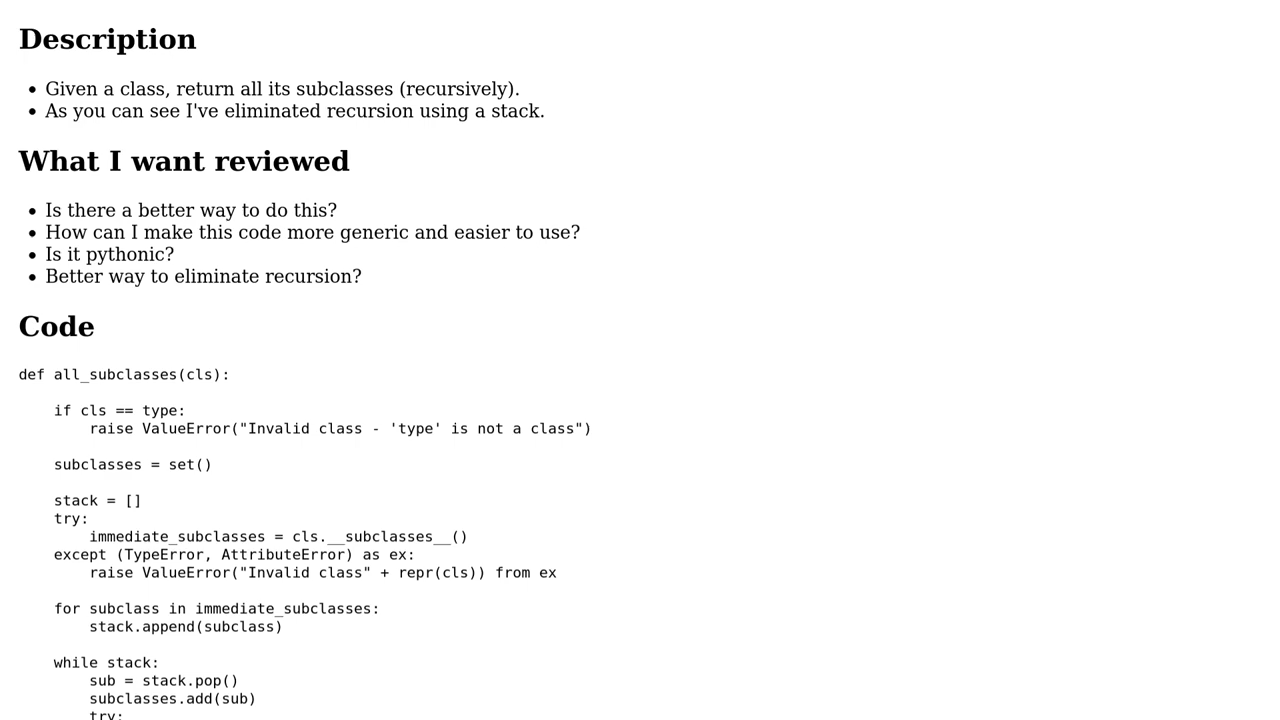 Description
• Given a class, return all its subclasses (recursively).
• As you can see I've eliminated recursion using a stack.
What I want reviewed
• Is there a better way to do this?
• How can I make this code more generic and easier to use?
• Is it pythonic?
• Better way to eliminate recursion?
Code
def all_subclasses(cls):
    if cls == type:
        raise ValueError("Invalid class - 'type' is not a class")
    subclasses = set()
    stack = []
    try:
        immediate_subclasses = cls.__subclasses__()
    except (TypeError, AttributeError) as ex:
        raise ValueError("Invalid class" + repr(cls)) from ex
    for subclass in immediate_subclasses:
        stack.append(subclass)
    while stack:
        sub = stack.pop()
        subclasses.add(sub)
        try: